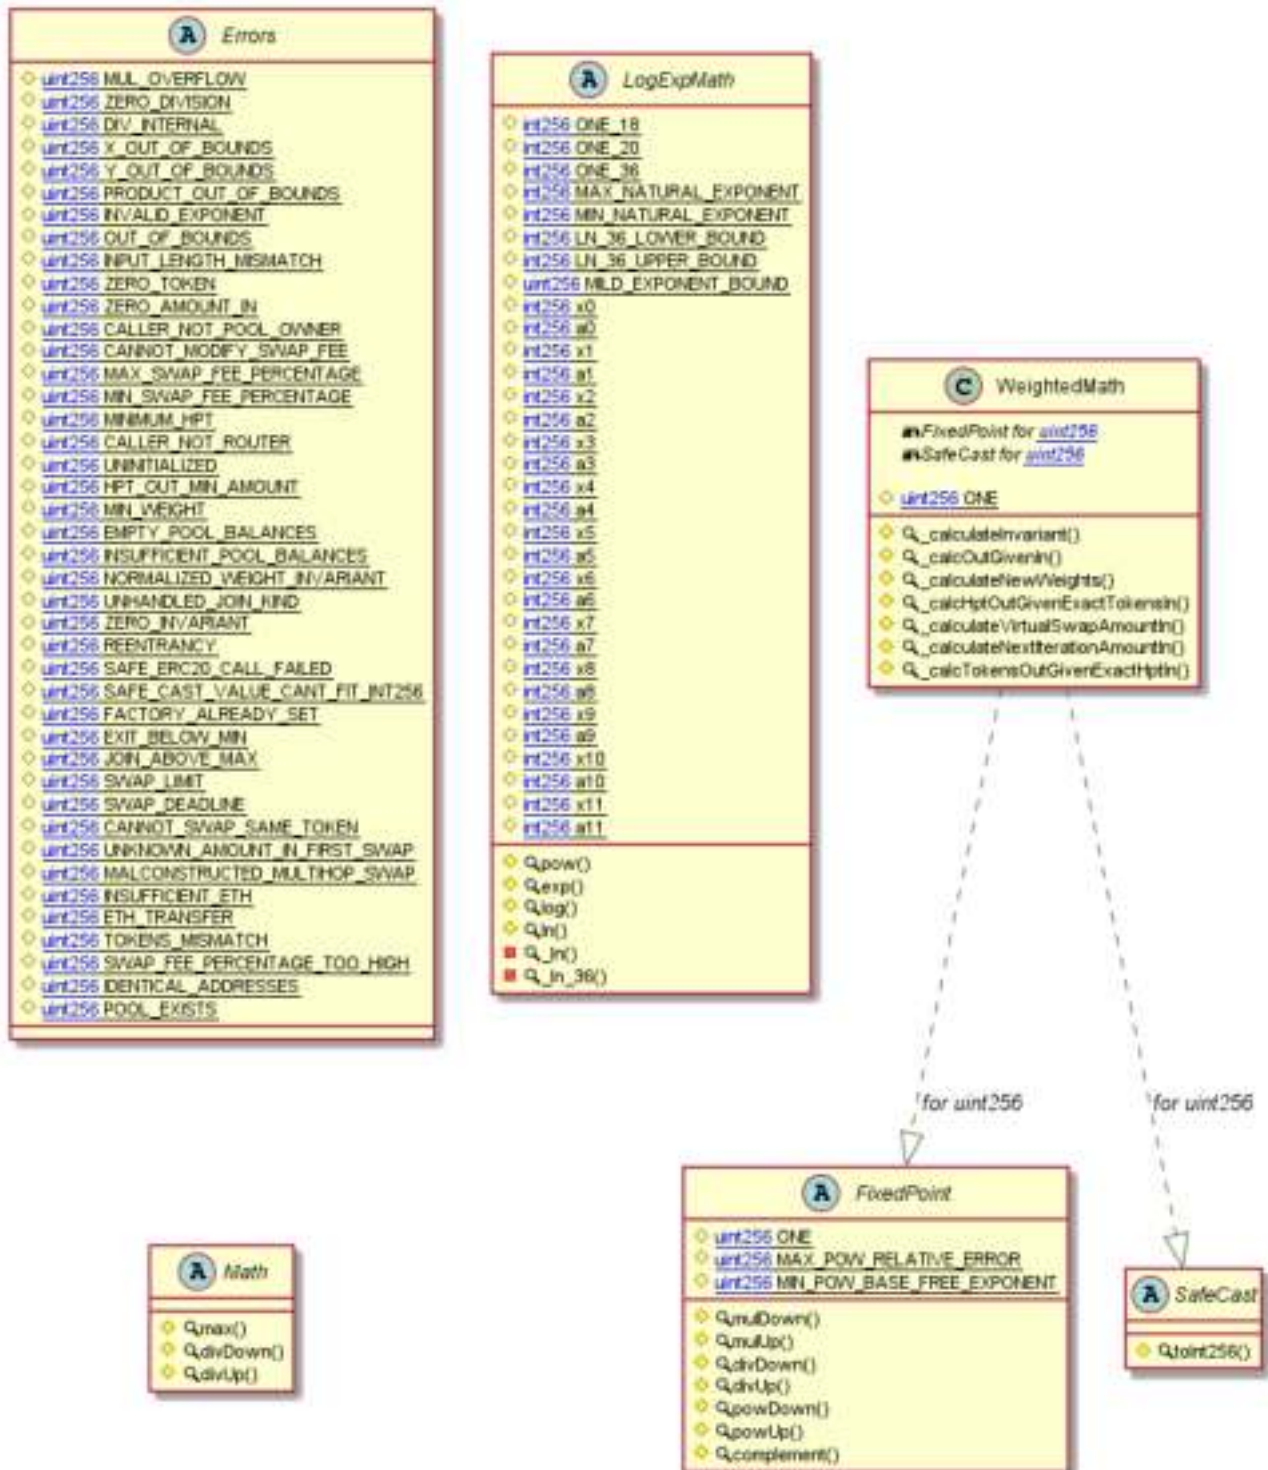 A Errors
uint256 MUL_OVERFLOW
uint256 ZERO_DIVISION
uint256 DIV_INTERNAL
uint256 X_OUT_OF_BOUNDS
uint256 Y_OUT_OF_BOUNDS
uint256 PRODUCT_OUT_OF_BOUNDS
uint256 INVALID_EXPONENT
uint256 OUT_OF_BOUNDS
uint256 INPUT_LENGTH_MISMATCH
uint256 ZERO_TOKEN
uint256 ZERO_AMOUNT_IN
uint256 CALLER_NOT_POOL_OWNER
uint256 CANNOT_MODIFY_SWAP_FEE
uint256 MAX_SWAP_FEE_PERCENTAGE
uint256 MIN_SWAP_FEE_PERCENTAGE
uint256 MINIMUM_HPT
uint256 CALLER_NOT_ROUTER
uint256 UNINITIALIZED
uint256 HPT_OUT_MIN_AMOUNT
uint256 MIN_WEIGHT
uint256 EMPTY_POOL_BALANCES
uint256 INSUFFICIENT_POOL_BALANCES
uint256 NORMALIZED_WEIGHT_INVARIANT
uint256 UNHANDLED_JOIN_KIND
uint256 ZERO_INVARIANT
uint256 REENTRANCY
uint256 SAFE_ERC20_CALL_FAILED
uint256 SAFE_CAST_VALUE_CANT_FIT_INT256
uint256 FACTORY_ALREADY_SET
uint256 EXIT_BELOW_MIN
uint256 JOIN_ABOVE_MAX
uint256 SWAP_LIMIT
uint256 SWAP_DEADLINE
uint256 CANNOT_SWAP_SAME_TOKEN
uint256 UNKNOWN_AMOUNT_IN_FIRST_SWAP
uint256 MALCONSTRUCTED_MULTIHOP_SWAP
uint256 INSUFFICIENT_ETH
uint256 ETH_TRANSFER
uint256 TOKENS_MISMATCH
uint256 SWAP_FEE_PERCENTAGE_TOO_HIGH
uint256 IDENTICAL_ADDRESSES
uint256 POOL_EXISTS
A LogExpMath
int256 ONE_18
int256 ONE_20
int256 ONE_36
int256 MAX_NATURAL_EXPONENT
int256 MIN_NATURAL_EXPONENT
int256 LN_36_LOWER_BOUND
int256 LN_36_UPPER_BOUND
uint256 MILD_EXPONENT_BOUND
int256 x0
int256 a0
int256 x1
int256 a1
int256 x2
int256 a2
int256 x3
int256 a3
int256 x4
int256 a4
int256 x5
int256 a5
int256 x6
int256 a6
int256 x7
int256 a7
int256 x8
int256 a8
int256 x9
int256 a9
int256 x10
int256 a10
int256 x11
int256 a11
pow()
exp()
log()
ln()
_ln()
_ln_36()
C WeightedMath
FixedPoint for uint256
SafeCast for uint256
uint256 ONE
_calculateInvariant()
_calcOutGivenIn()
_calculateNewWeights()
_calcHptOutGivenExactTokensIn()
_calculateVirtualSwapAmountIn()
_calculateNextIterationAmountIn()
_calcTokensOutGivenExactHptIn()
for uint256
for uint256
A Math
max()
divDown()
divUp()
A FixedPoint
uint256 ONE
uint256 MAX_POW_RELATIVE_ERROR
uint256 MIN_POW_BASE_FREE_EXPONENT
mulDown()
mulUp()
divDown()
divUp()
powDown()
powUp()
complement()
A SafeCast
toInt256()